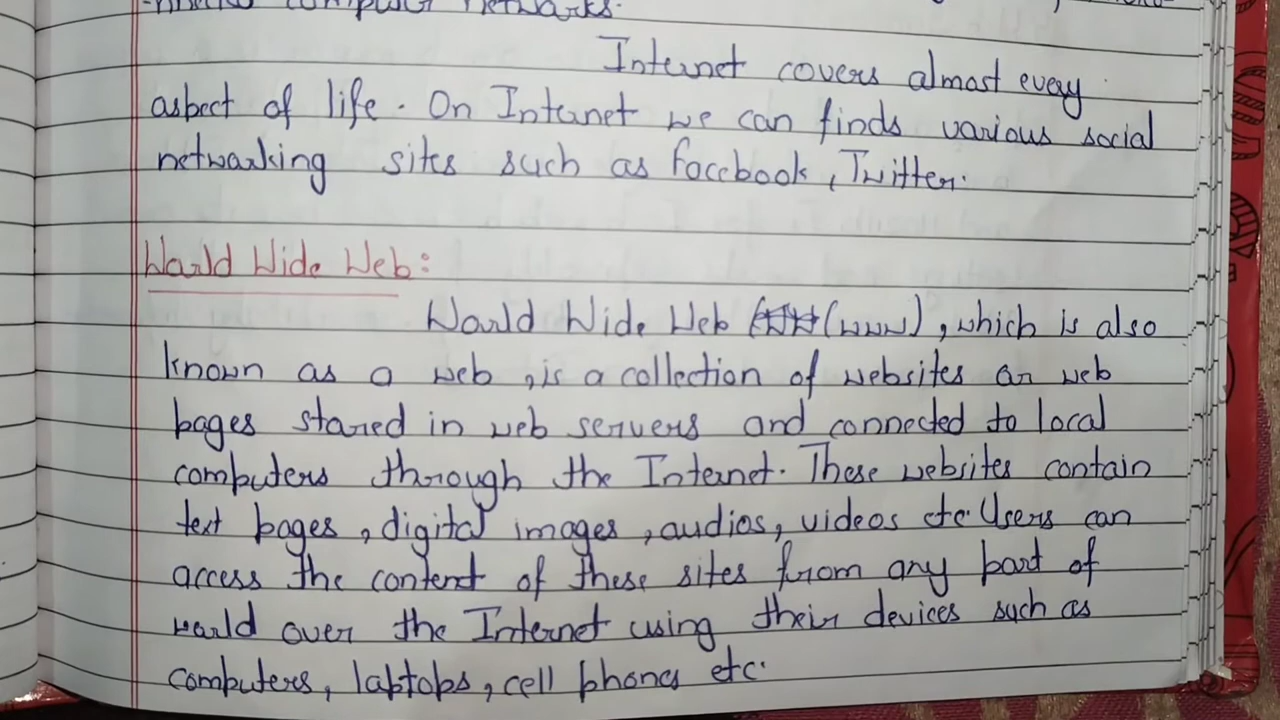 computer networks.
Internet covers almost every
aspect of life. On Internet we can finds various social
networking sites such as Facebook, Twitter.
World Wide Web:
World Wide Web (WWW), which is also
known as a web, is a collection of websites or web
pages stored in web servers and connected to local
computers through the Internet. These websites contain
text pages, digital images, audios, videos etc. Users can
access the content of these sites from any part of
world over the Internet using their devices such as
computers, laptops, cell phones etc.